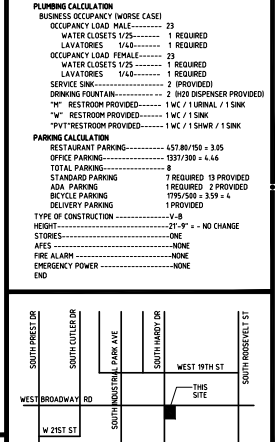 PLUMBING CALCULATION
BUSINESS OCCUPANCY (WORSE CASE)
OCCUPANCY LOAD MALE-------- 23
WATER CLOSETS 1/25------- 1 REQUIRED
LAVATORIES 1/40------- 1 REQUIRED
OCCUPANCY LOAD FEMALE------ 23
WATER CLOSETS 1/25 ------- 1 REQUIRED
LAVATORIES 1/40------- 1 REQUIRED
SERVICE SINK----------------- 2 (PROVIDED)
DRINKING FOUNTAIN------------ 2 (H20 DISPENSER PROVIDED)
"M" RESTROOM PROVIDED------ 1 WC / 1 URINAL / 1 SINK
"W" RESTROOM PROVIDED------ 1 WC / 1 SINK
"PVT"RESTROOM PROVIDED------ 1 WC / 1 SHWR / 1 SINK
PARKING CALCULATION
RESTAURANT PARKING---------- 457.80/150 = 3.05
OFFICE PARKING--------------- 1337/300 = 4.46
TOTAL PARKING---------------- 8
STANDARD PARKING 7 REQUIRED 13 PROVIDED
ADA PARKING 1 REQUIRED 2 PROVIDED
BICYCLE PARKING 1795/500 = 3.59 = 4
DELIVERY PARKING 1 PROVIDED
TYPE OF CONSTRUCTION --------------V-B
HEIGHT-----------------------------21'-9" = - NO CHANGE
STORIES----------------------------ONE
AFES -------------------------------NONE
FIRE ALARM -------------------------NONE
EMERGENCY POWER ------------------NONE
END
SOUTH PRIEST DR
SOUTH CUTLER DR
SOUTH INDUSTRIAL PARK AVE
SOUTH HARDY DR
SOUTH ROOSEVELT ST
WEST 19TH ST
THIS
SITE
WEST BROADWAY RD
W 21ST ST